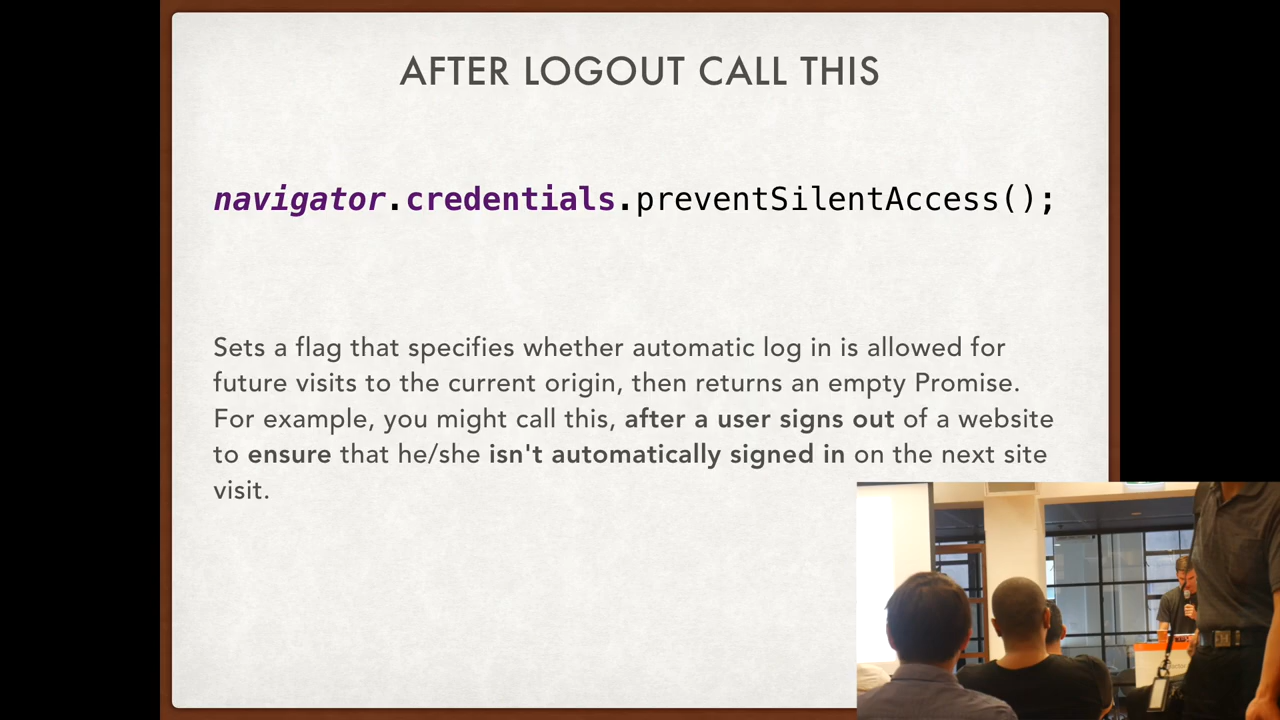 AFTER LOGOUT CALL THIS
navigator.credentials.preventSilentAccess();
Sets a flag that specifies whether automatic log in is allowed for
future visits to the current origin, then returns an empty Promise.
For example, you might call this, after a user signs out of a website
to ensure that he/she isn't automatically signed in on the next site
visit.